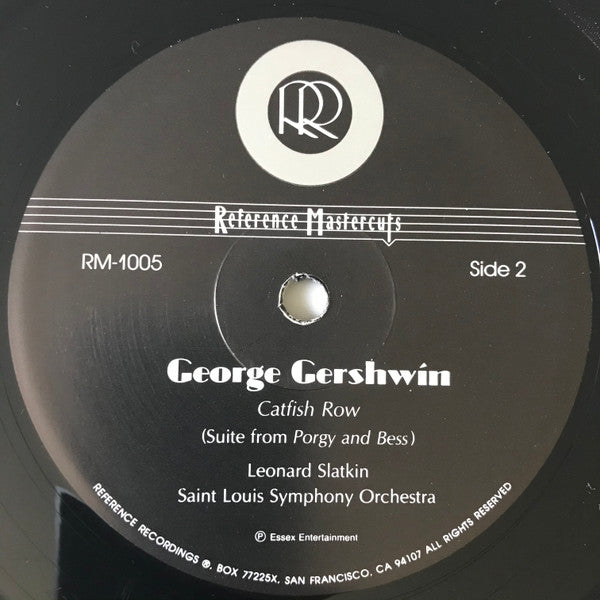 RR
Reference Mastercuts
RM-1005
Side 2
George Gershwin
Catfish Row
(Suite from Porgy and Bess)
Leonard Slatkin
Saint Louis Symphony Orchestra
℗ Essex Entertainment
REFERENCE RECORDINGS ®, BOX 77225X, SAN FRANCISCO, CA 94107 ALL RIGHTS RESERVED